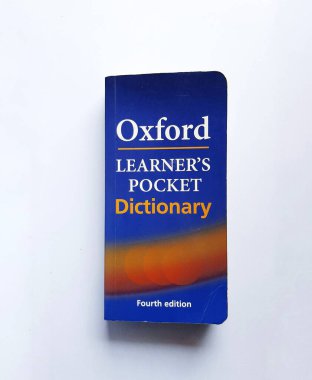 Oxford
LEARNER'S
POCKET
Dictionary
Fourth edition